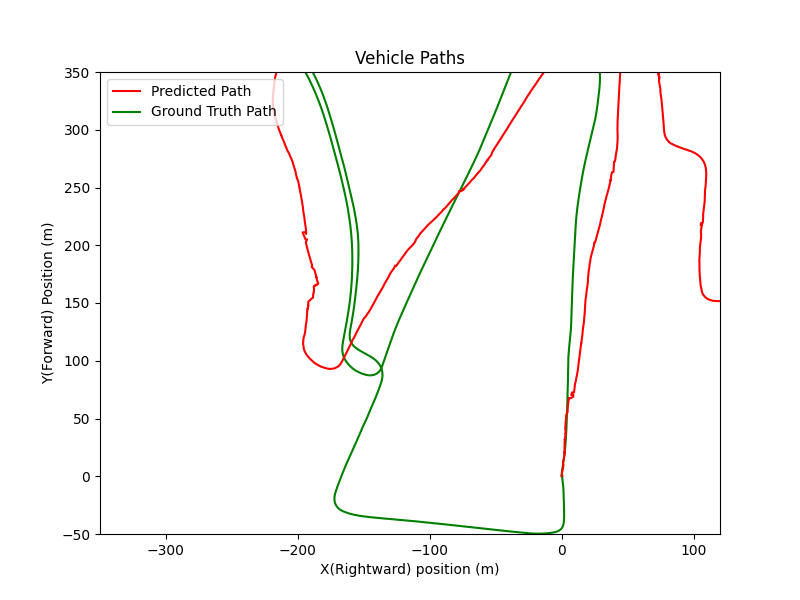 Vehicle Paths
Predicted Path
Ground Truth Path
350
300
250
200
150
100
50
0
−50
Y(Forward) Position (m)
−300
−200
−100
0
100
X(Rightward) position (m)